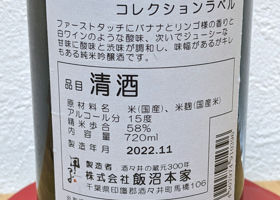 コレクションラベル
ファーストタッチにバナナとリンゴ様の香りと
白ワインのような酸味、次いでジューシーな
甘味に酸味と渋味が調和し、味幅があるがキレ
もある純米吟醸酒です。
品目 清酒
原材料名 米(国産)、米麹(国産米)
アルコール分 15度
精米歩合 58%
内容量 720ml
製造年月 2022.11
製造者 酒々井の蔵元300年
株式会社 飯沼本家
千葉県印旛郡酒々井町馬橋106